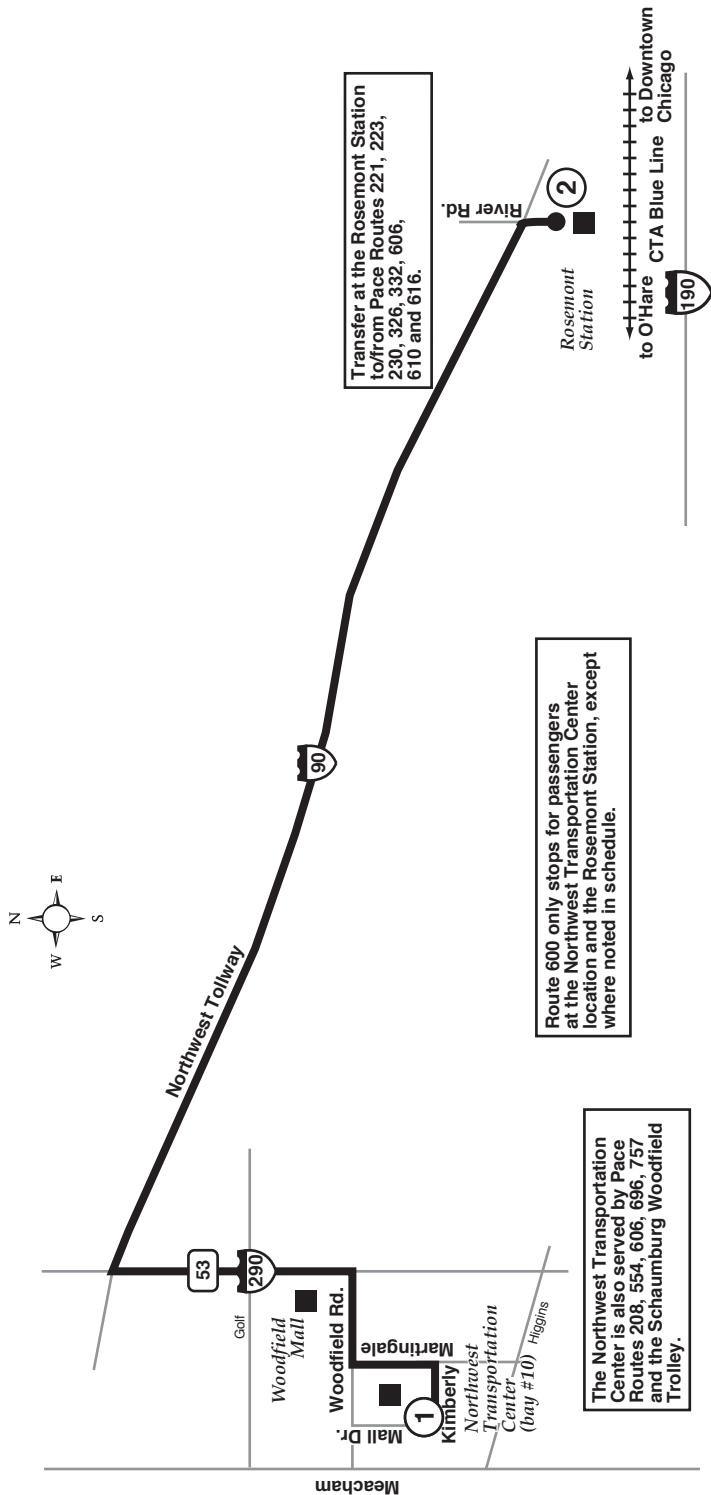 N
W
E
S
Northwest Tollway
90
53
290
Golf
Woodfield
Mall
Woodfield Rd.
Martingale
Mall Dr.
1
Kimberly
Northwest
Transportation
Center
(bay #10)
Higgins
Meacham
The Northwest Transportation
Center is also served by Pace
Routes 208, 554, 606, 696, 757
and the Schaumburg Woodfield
Trolley.
Route 600 only stops for passengers
at the Northwest Transportation Center
location and the Rosemont Station, except
where noted in schedule.
Transfer at the Rosemont Station
to/from Pace Routes 221, 223,
230, 326, 332, 606,
610 and 616.
River Rd.
2
Rosemont
Station
to O'Hare
CTA Blue Line
to Downtown
Chicago
190